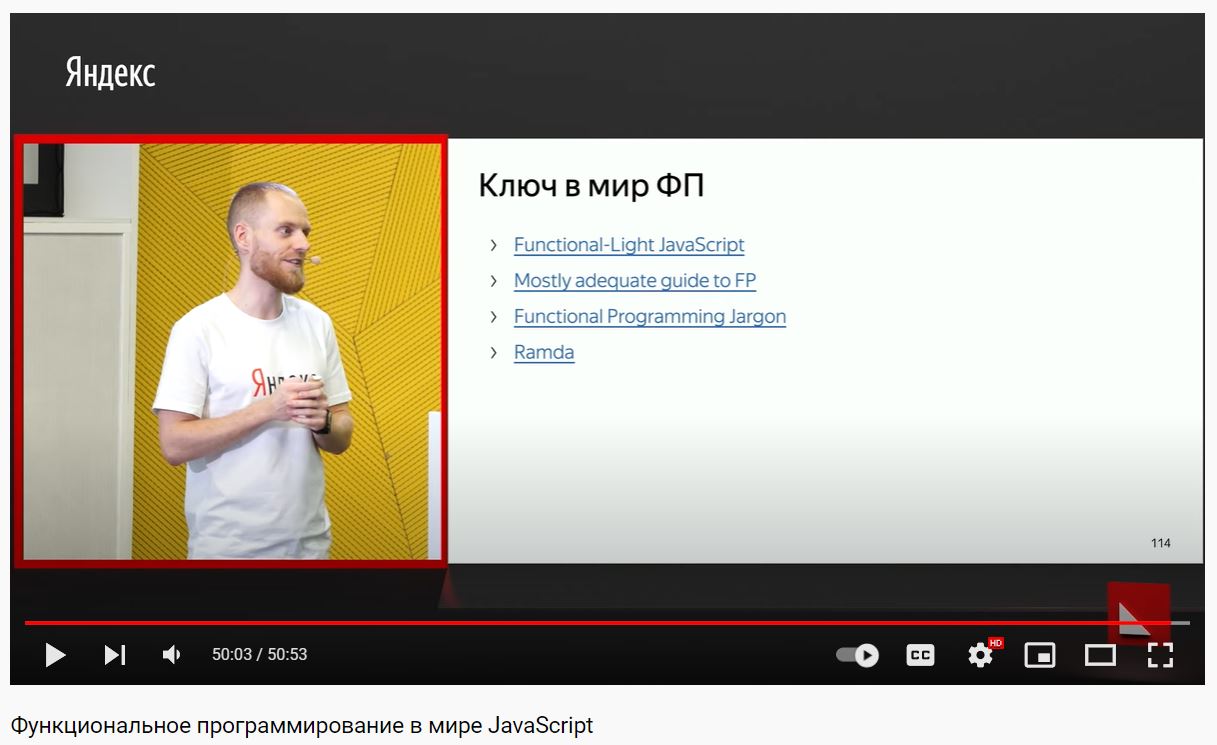 Яндекс
Ключ в мир ФП
› Functional-Light JavaScript
› Mostly adequate guide to FP
› Functional Programming Jargon
› Ramda
114
50:03 / 50:53
CC
HD
Функциональное программирование в мире JavaScript